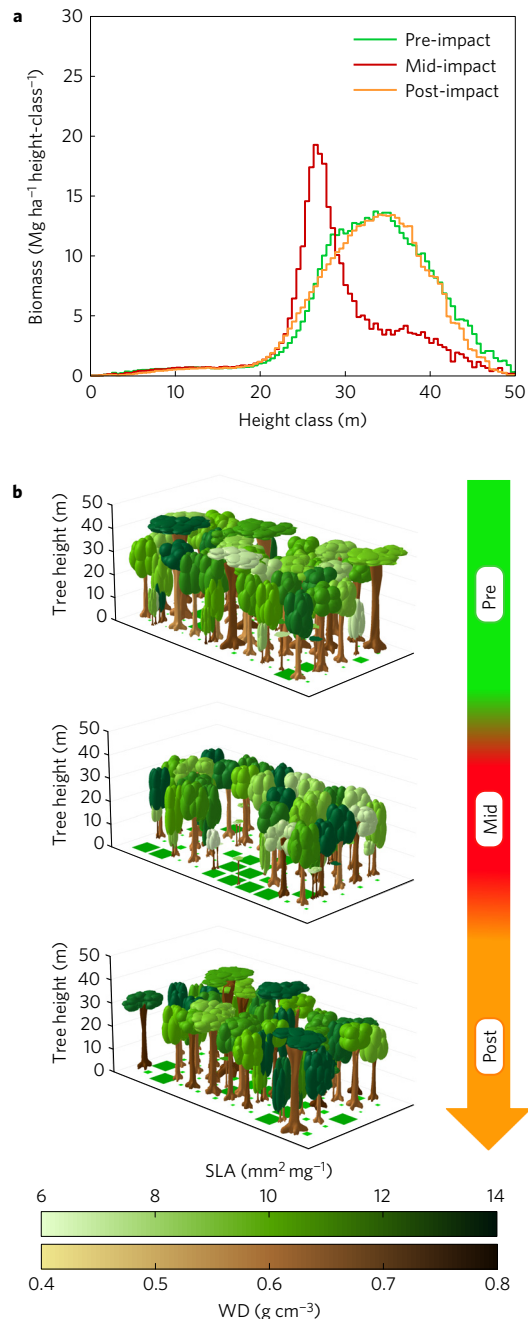 a
30
25
20
15
10
5
0
Biomass (Mg ha⁻¹ height-class⁻¹)
Pre-impact
Mid-impact
Post-impact
0 10 20 30 40 50
Height class (m)
b
50
40
30
20
10
0
Tree height (m)
Pre
50
40
30
20
10
0
Tree height (m)
Mid
50
40
30
20
10
0
Tree height (m)
Post
SLA (mm² mg⁻¹)
6 8 10 12 14
0.4 0.5 0.6 0.7 0.8
WD (g cm⁻³)